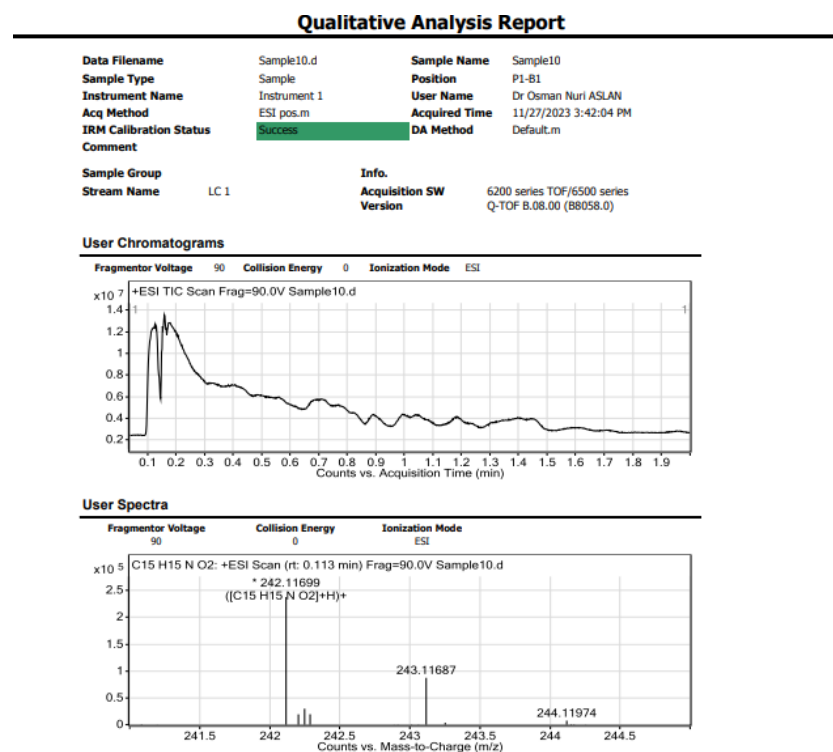 Qualitative Analysis Report
Data Filename Sample10.d Sample Name Sample10
Sample Type Sample Position P1-B1
Instrument Name Instrument 1 User Name Dr Osman Nuri ASLAN
Acq Method ESI pos.m Acquired Time 11/27/2023 3:42:04 PM
IRM Calibration Status Success DA Method Default.m
Comment
Sample Group Info.
Stream Name LC 1 Acquisition SW 6200 series TOF/6500 series
Version Q-TOF B.08.00 (B8058.0)
User Chromatograms
Fragmentor Voltage 90 Collision Energy 0 Ionization Mode ESI
x10 7 +ESI TIC Scan Frag=90.0V Sample10.d
1.4 1 1
1.2
1
0.8
0.6
0.4
0.2
0.1 0.2 0.3 0.4 0.5 0.6 0.7 0.8 0.9 1 1.1 1.2 1.3 1.4 1.5 1.6 1.7 1.8 1.9
Counts vs. Acquisition Time (min)
User Spectra
Fragmentor Voltage Collision Energy Ionization Mode
90 0 ESI
x10 5 C15 H15 N O2: +ESI Scan (rt: 0.113 min) Frag=90.0V Sample10.d
* 242.11699
2.5 ([C15 H15 N O2]+H)+
2
1.5
1 243.11687
0.5 244.11974
0
241.5 242 242.5 243 243.5 244 244.5
Counts vs. Mass-to-Charge (m/z)